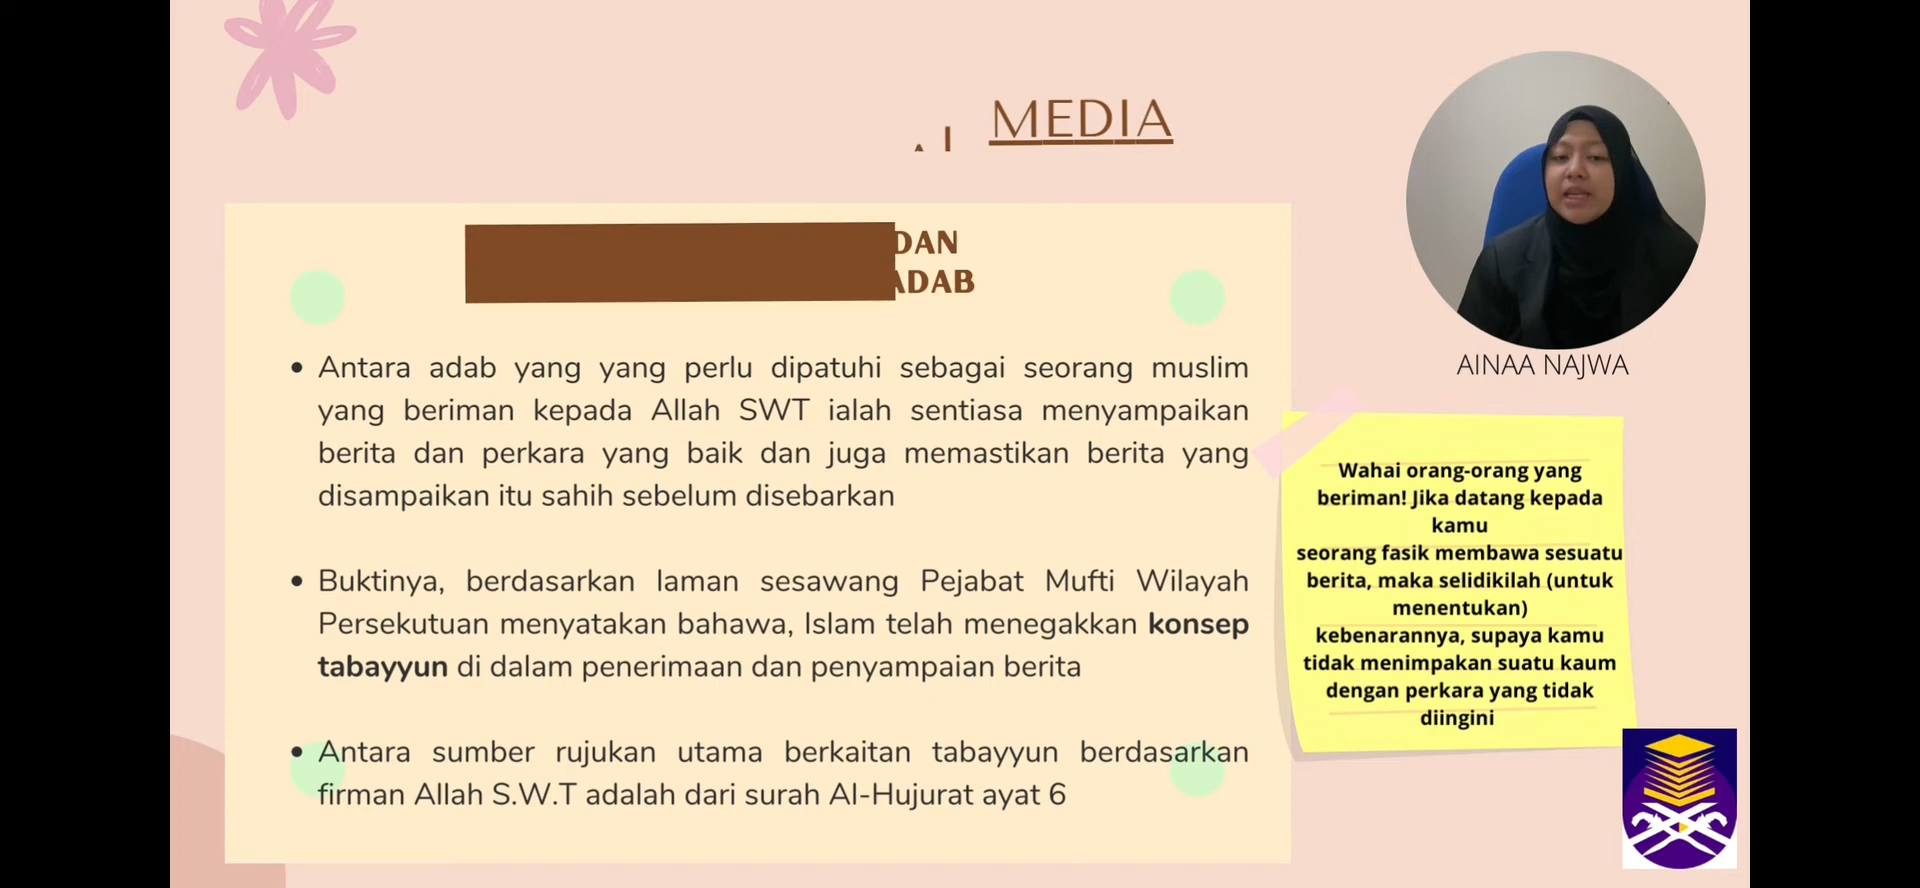 MEDIA
DAN
ADAB
AINAA NAJWA
• Antara adab yang yang perlu dipatuhi sebagai seorang muslim
yang beriman kepada Allah SWT ialah sentiasa menyampaikan
berita dan perkara yang baik dan juga memastikan berita yang
disampaikan itu sahih sebelum disebarkan
• Buktinya, berdasarkan laman sesawang Pejabat Mufti Wilayah
Persekutuan menyatakan bahawa, Islam telah menegakkan konsep
tabayyun di dalam penerimaan dan penyampaian berita
• Antara sumber rujukan utama berkaitan tabayyun berdasarkan
firman Allah S.W.T adalah dari surah Al-Hujurat ayat 6
Wahai orang-orang yang
beriman! Jika datang kepada
kamu
seorang fasik membawa sesuatu
berita, maka selidikilah (untuk
menentukan)
kebenarannya, supaya kamu
tidak menimpakan suatu kaum
dengan perkara yang tidak
diingini